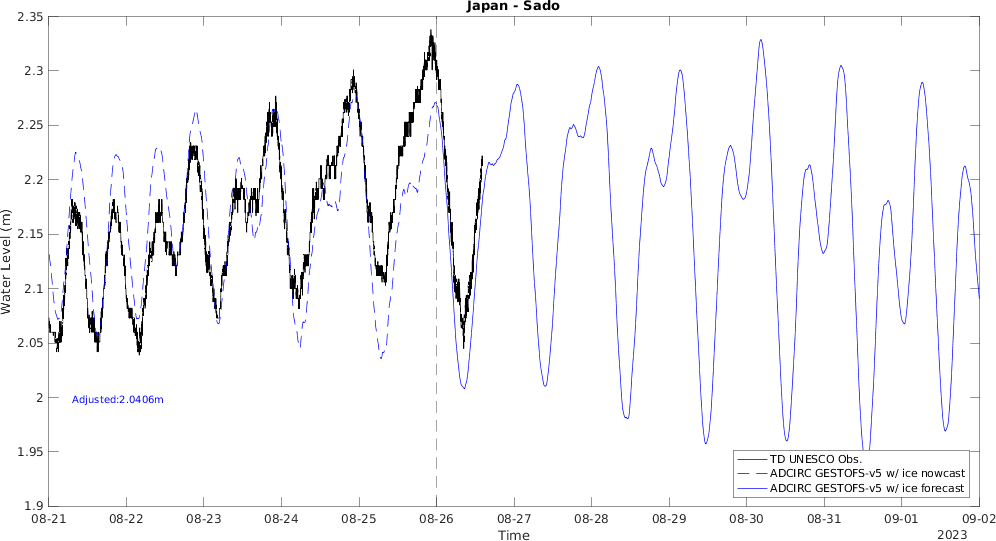 Japan - Sado
Water Level (m)
2.35
2.3
2.25
2.2
2.15
2.1
2.05
2
1.95
1.9
Adjusted:2.0406m
TD UNESCO Obs.
ADCIRC GESTOFS-v5 w/ ice nowcast
ADCIRC GESTOFS-v5 w/ ice forecast
08-21 08-22 08-23 08-24 08-25 08-26 08-27 08-28 08-29 08-30 08-31 09-01 09-02
Time
2023